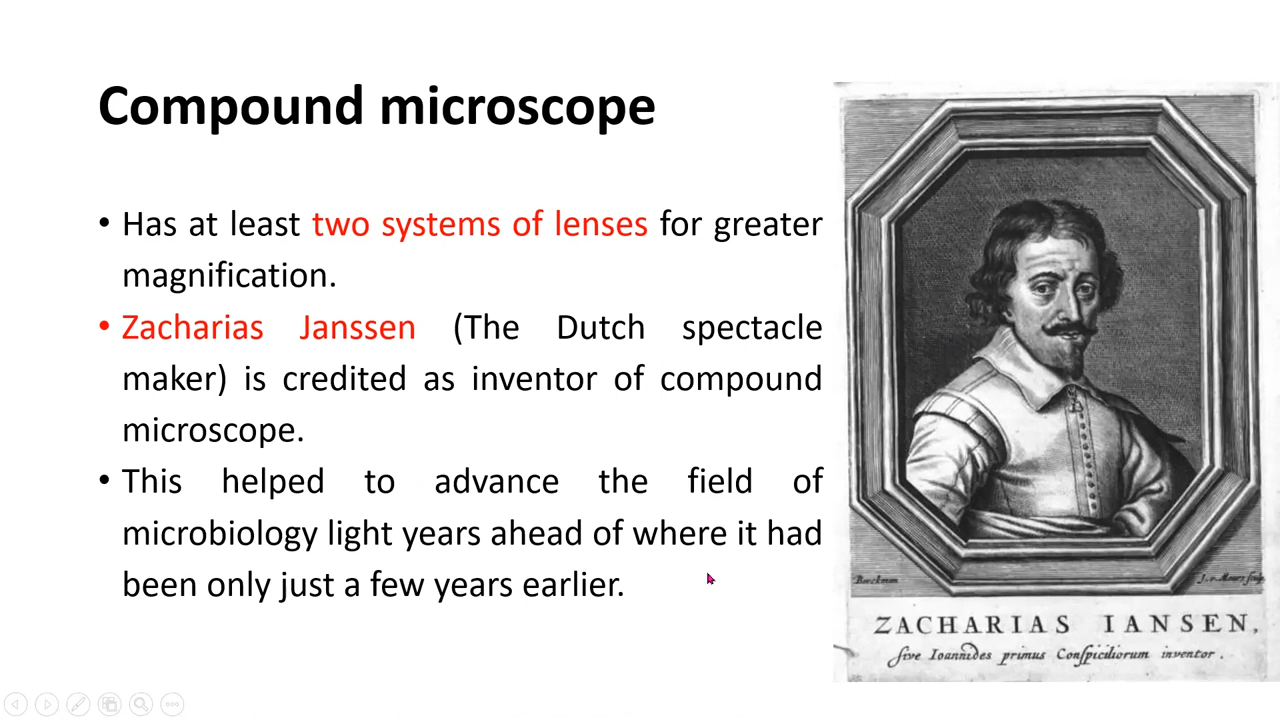 Compound microscope
• Has at least two systems of lenses for greater
magnification.
• Zacharias Janssen (The Dutch spectacle
maker) is credited as inventor of compound
microscope.
• This helped to advance the field of
microbiology light years ahead of where it had
been only just a few years earlier.
ZACHARIAS IANSEN,
sive Ioannides primus Conspiciliorum inventor.